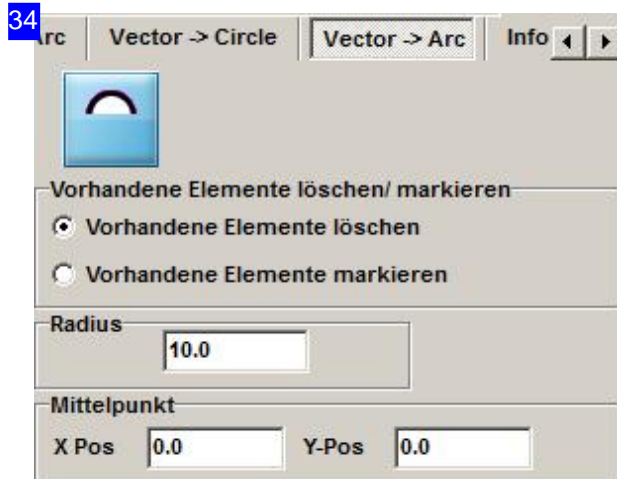 34
rc Vector -> Circle Vector -> Arc Info
Vorhandene Elemente löschen/ markieren
Vorhandene Elemente löschen
Vorhandene Elemente markieren
Radius
10.0
Mittelpunkt
X Pos 0.0 Y-Pos 0.0